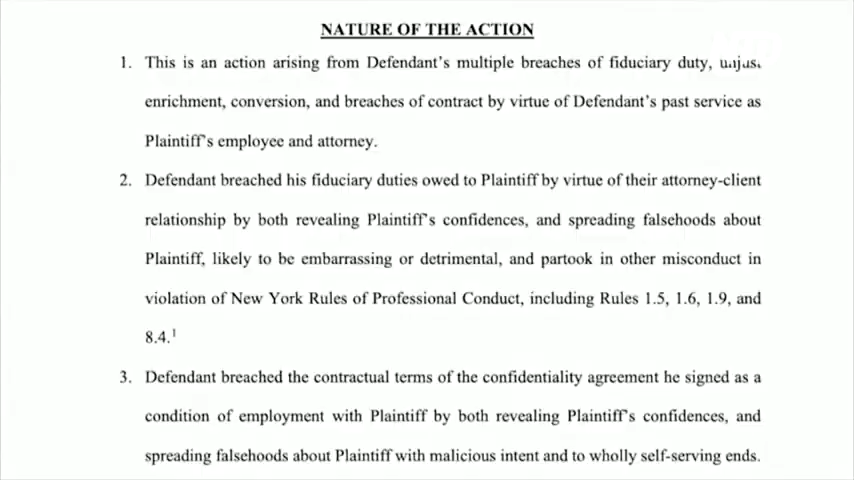 NATURE OF THE ACTION
1. This is an action arising from Defendant's multiple breaches of fiduciary duty, unjust
enrichment, conversion, and breaches of contract by virtue of Defendant's past service as
Plaintiff's employee and attorney.
2. Defendant breached his fiduciary duties owed to Plaintiff by virtue of their attorney-client
relationship by both revealing Plaintiff's confidences, and spreading falsehoods about
Plaintiff, likely to be embarrassing or detrimental, and partook in other misconduct in
violation of New York Rules of Professional Conduct, including Rules 1.5, 1.6, 1.9, and
8.4.¹
3. Defendant breached the contractual terms of the confidentiality agreement he signed as a
condition of employment with Plaintiff by both revealing Plaintiff's confidences, and
spreading falsehoods about Plaintiff with malicious intent and to wholly self-serving ends.